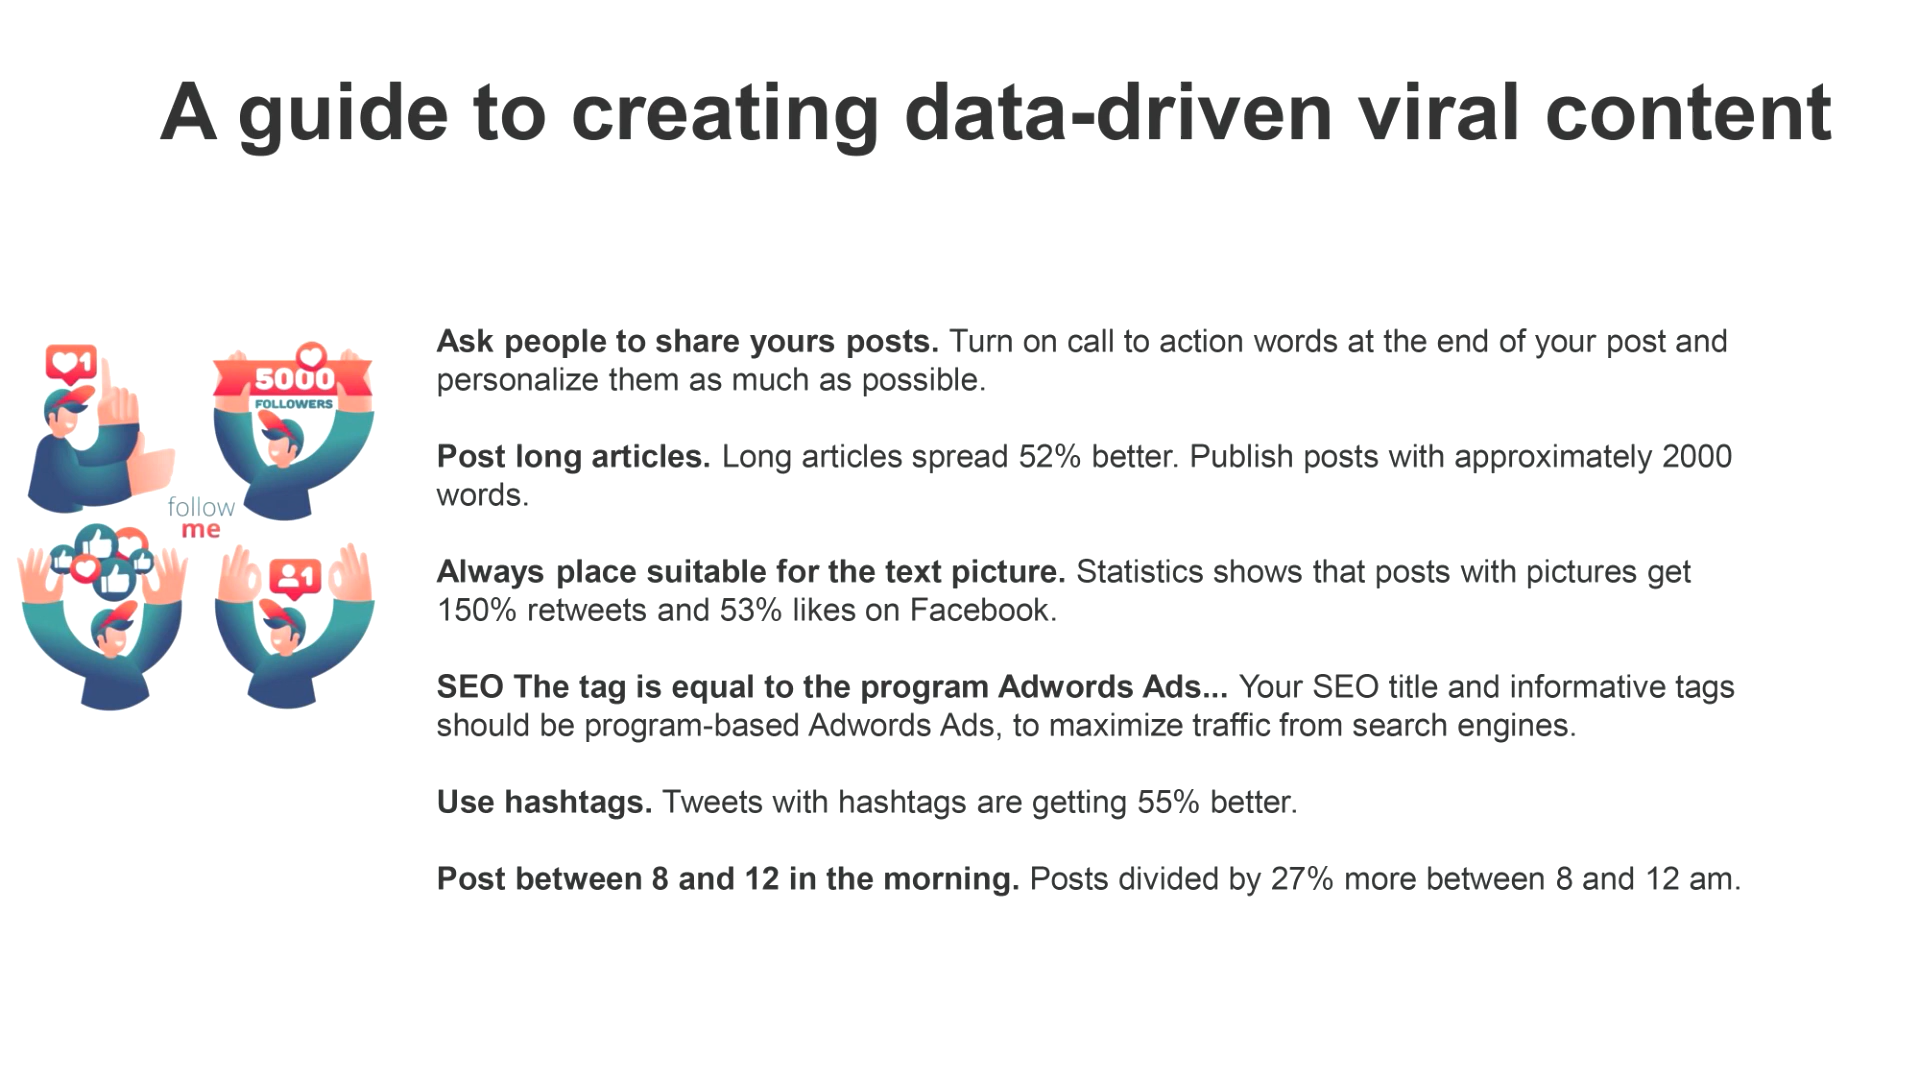 A guide to creating data-driven viral content
1
5000
FOLLOWERS
follow
me
1
Ask people to share yours posts. Turn on call to action words at the end of your post and
personalize them as much as possible.
Post long articles. Long articles spread 52% better. Publish posts with approximately 2000
words.
Always place suitable for the text picture. Statistics shows that posts with pictures get
150% retweets and 53% likes on Facebook.
SEO The tag is equal to the program Adwords Ads... Your SEO title and informative tags
should be program-based Adwords Ads, to maximize traffic from search engines.
Use hashtags. Tweets with hashtags are getting 55% better.
Post between 8 and 12 in the morning. Posts divided by 27% more between 8 and 12 am.